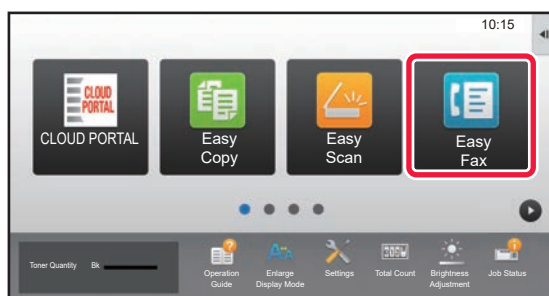 10:15
CLOUD
PORTAL
CLOUD PORTAL
Easy
Copy
Easy
Scan
Easy
Fax
Toner Quantity Bk
Operation
Guide
Enlarge
Display Mode
Settings
Total Count
Brightness
Adjustment
Job Status